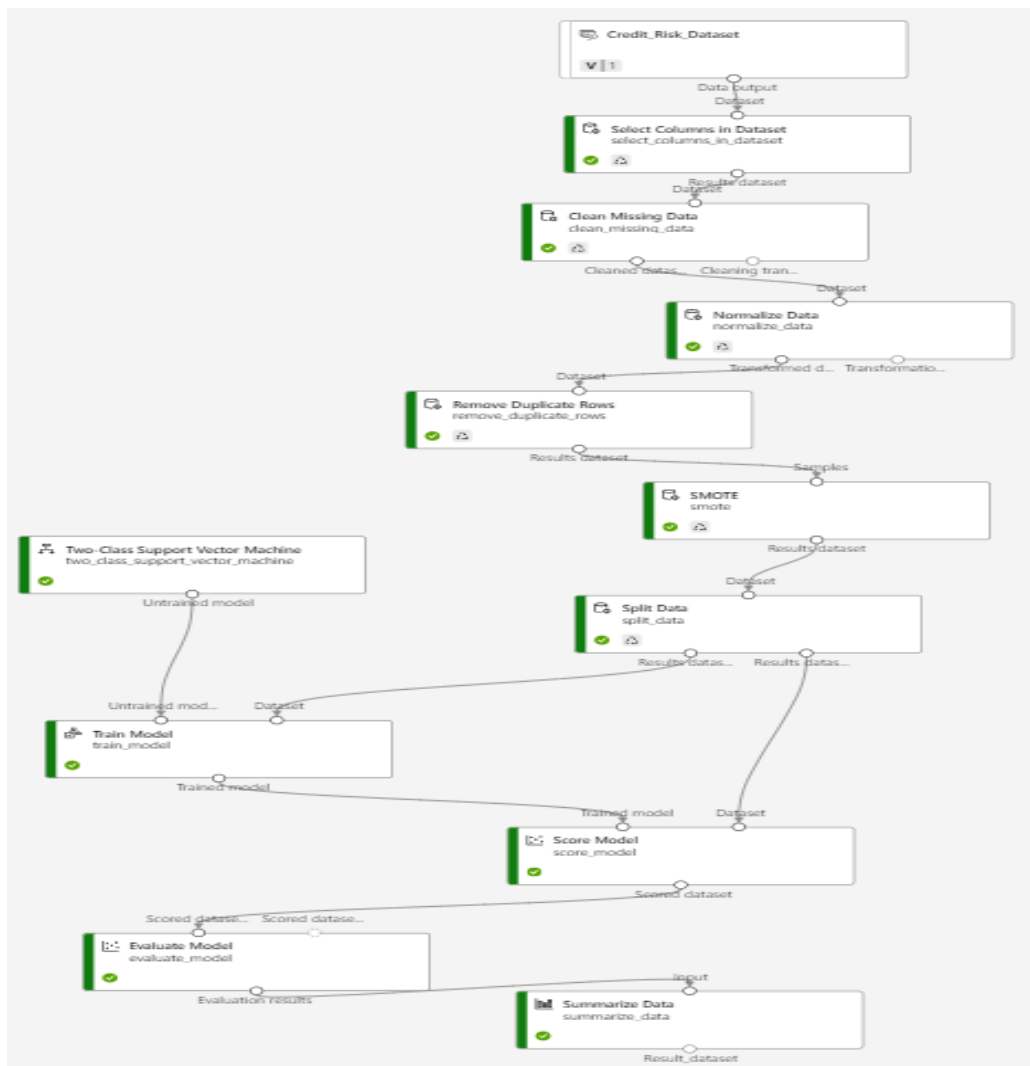 Credit_Risk_Dataset
V 1
Data output
Dataset
Select Columns in Dataset
select_columns_in_dataset
Results dataset
Dataset
Clean Missing Data
clean_missing_data
Cleaned datas... Cleaning tran...
Dataset
Normalize Data
normalize_data
Transformed d... Transformatio...
Dataset
Remove Duplicate Rows
remove_duplicate_rows
Results dataset
Samples
SMOTE
smote
Results dataset
Two-Class Support Vector Machine
two_class_support_vector_machine
Untrained model
Dataset
Split Data
split_data
Results datas... Results datas...
Untrained mod... Dataset
Train Model
train_model
Trained model
Trained model Dataset
Score Model
score_model
Scored dataset
Scored datase... Scored datase...
Evaluate Model
evaluate_model
Evaluation results
Input
Summarize Data
summarize_data
Result_dataset